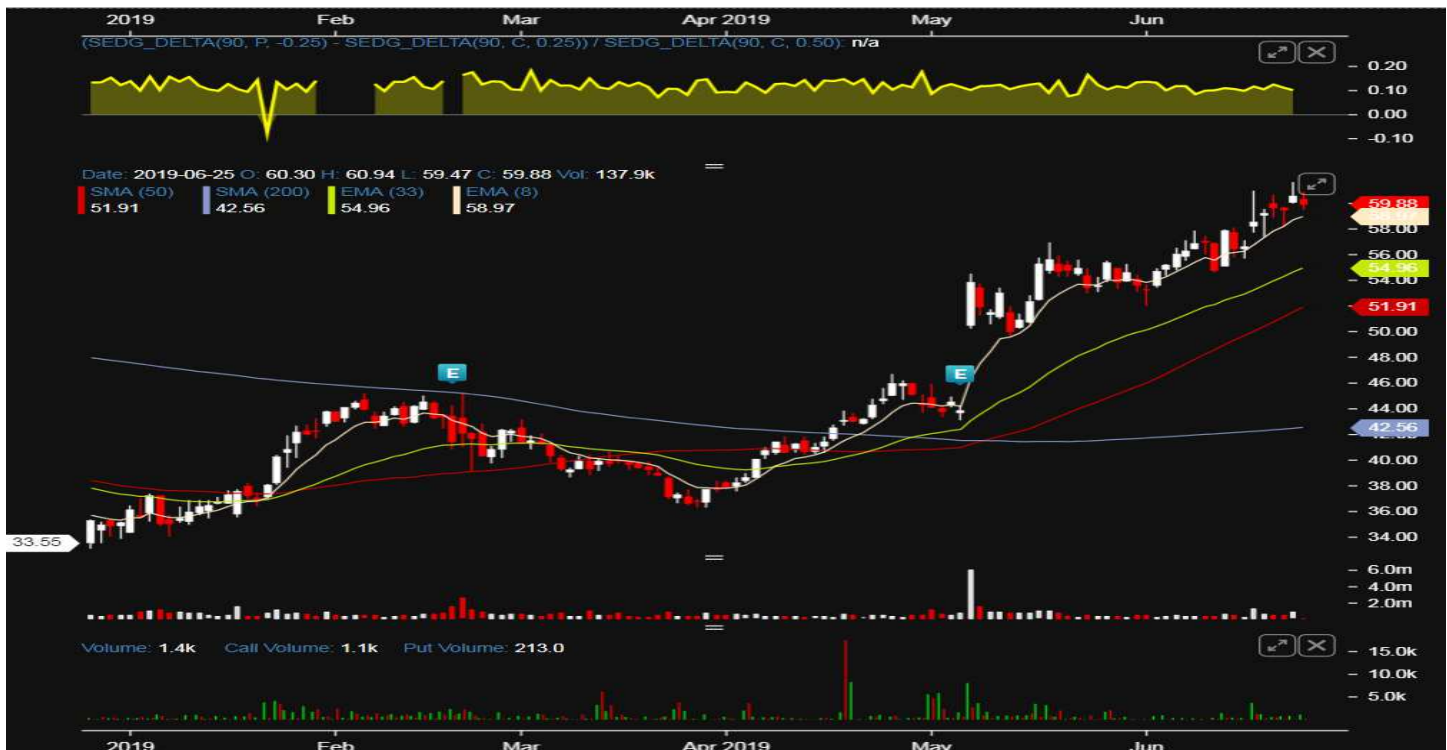 2019 Feb Mar Apr 2019 May Jun
(SEDG_DELTA(90, P, -0.25) - SEDG_DELTA(90, C, 0.25)) / SEDG_DELTA(90, C, 0.50): n/a
0.20
0.10
0.00
-0.10
Date: 2019-06-25 O: 60.30 H: 60.94 L: 59.47 C: 59.88 Vol: 137.9k
SMA (50) SMA (200) EMA (33) EMA (8)
51.91 42.56 54.96 58.97
59.88
58.97
58.00
56.00
54.96
54.00
51.91
50.00
48.00
E E
46.00
44.00
42.56
42.00
40.00
38.00
36.00
34.00
33.55
6.0m
4.0m
2.0m
Volume: 1.4k Call Volume: 1.1k Put Volume: 213.0
15.0k
10.0k
5.0k
2019 Feb Mar Apr 2019 May Jun